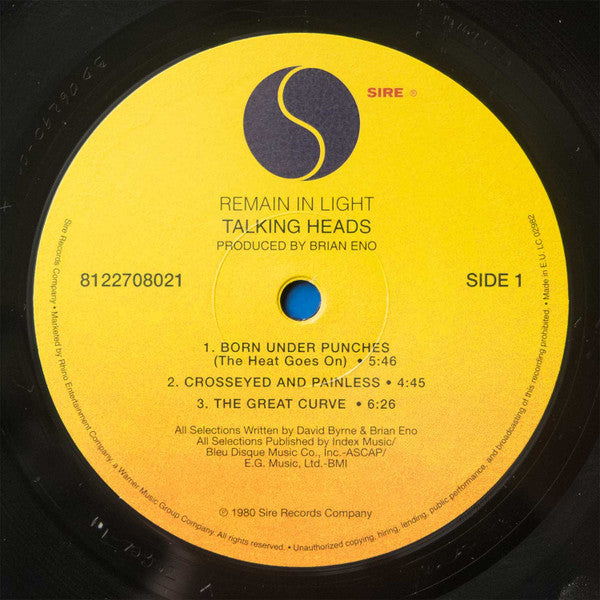 SIRE ®
REMAIN IN LIGHT
TALKING HEADS
PRODUCED BY BRIAN ENO
8122708021
SIDE 1
1. BORN UNDER PUNCHES
(The Heat Goes On) • 5:46
2. CROSSEYED AND PAINLESS • 4:45
3. THE GREAT CURVE • 6:26
All Selections Written by David Byrne & Brian Eno
All Selections Published by Index Music/
Bleu Disque Music Co., Inc.-ASCAP/
E.G. Music, Ltd.-BMI
℗ 1980 Sire Records Company
Sire Records Company • Marketed by Rhino Entertainment Company, a Warner Music Group Company. All rights reserved. • Unauthorized copying, hiring, lending, public performance, and broadcasting of this recording prohibited. • Made in E.U. LC 02982